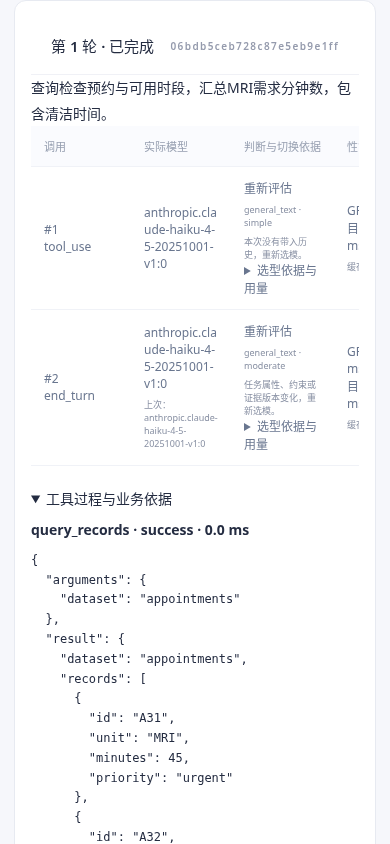 第 1 轮 · 已完成 06bdb5ceb728c87e5eb9e1ff
查询检查预约与可用时段，汇总MRI需求分钟数，包
含清洁时间。
调用 实际模型 判断与切换依据 性
#1
tool_use
anthropic.cla
ude-haiku-4-
5-20251001-
v1:0
重新评估
general_text ·
simple
本次没有带入历
史，重新选模。
▶ 选型依据与
用量
目
m
#2
end_turn
anthropic.cla
ude-haiku-4-
5-20251001-
v1:0
上次：
anthropic.claude-
haiku-4-5-
20251001-v1:0
重新评估
general_text ·
moderate
任务属性、约束或
证据版本变化，重
新选模。
▶ 选型依据与
用量
m
目
m
▼ 工具过程与业务依据
query_records · success · 0.0 ms
{
  "arguments": {
    "dataset": "appointments"
  },
  "result": {
    "dataset": "appointments",
    "records": [
      {
        "id": "A31",
        "unit": "MRI",
        "minutes": 45,
        "priority": "urgent"
      },
      {
        "id": "A32",